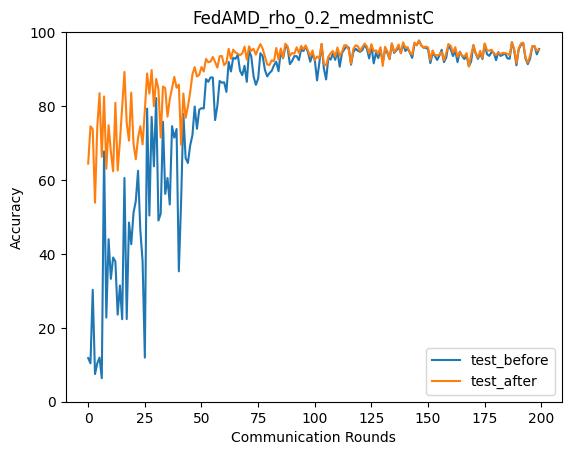 FedAMD_rho_0.2_medmnistC
100
80
60
40
20
0
Accuracy
0 25 50 75 100 125 150 175 200
Communication Rounds
test_before
test_after